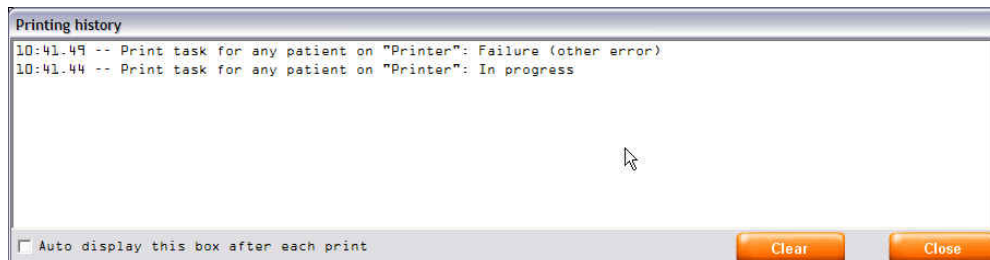 Printing history
10:41.49 -- Print task for any patient on "Printer": Failure (other error)
10:41.44 -- Print task for any patient on "Printer": In progress
Auto display this box after each print
Clear
Close